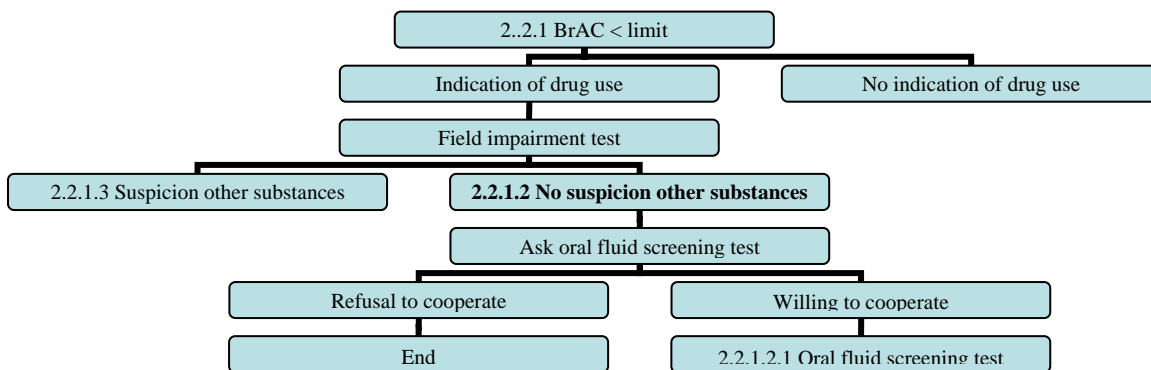 2..2.1 BrAC < limit
Indication of drug use
No indication of drug use
Field impairment test
2.2.1.3 Suspicion other substances
2.2.1.2 No suspicion other substances
Ask oral fluid screening test
Refusal to cooperate
Willing to cooperate
End
2.2.1.2.1 Oral fluid screening test